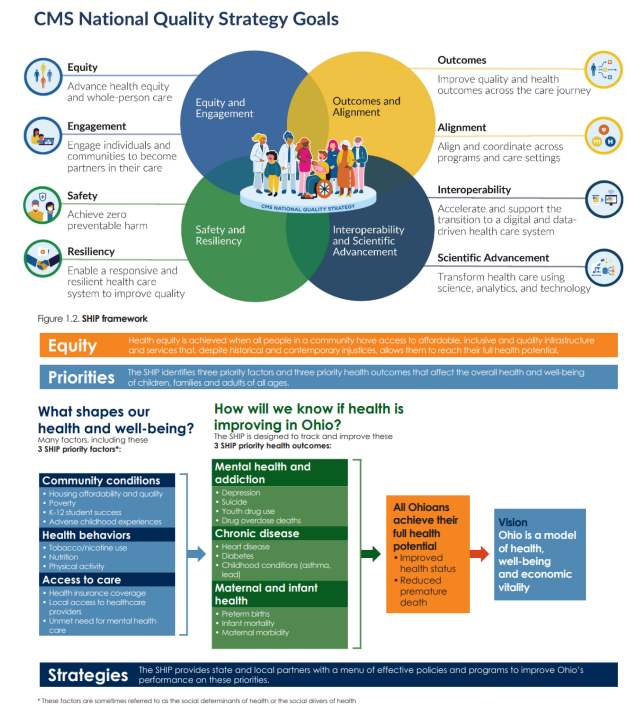 CMS National Quality Strategy Goals
Equity
Advance health equity
and whole-person care
Engagement
Engage individuals and
communities to become
partners in their care
Safety
Achieve zero
preventable harm
Resiliency
Enable a responsive and
resilient health care
system to improve quality
Equity and
Engagement
Outcomes and
Alignment
Safety and
Resiliency
Interoperability
and Scientific
Advancement
CMS NATIONAL QUALITY STRATEGY
Outcomes
Improve quality and health
outcomes across the care journey
Alignment
Align and coordinate across
programs and care settings
Interoperability
Accelerate and support the
transition to a digital and data-
driven health care system
Scientific Advancement
Transform health care using
science, analytics, and technology
Figure 1.2. SHIP framework
Equity
Health equity is achieved when all people in a community have access to affordable, inclusive and quality infrastructure
and services that, despite historical and contemporary injustices, allows them to reach their full health potential.
Priorities
The SHIP identifies three priority factors and three priority health outcomes that affect the overall health and well-being
of children, families and adults of all ages.
What shapes our
health and well-being?
Many factors, including these
3 SHIP priority factors*:
Community conditions
• Housing affordability and quality
• Poverty
• K-12 student success
• Adverse childhood experiences
Health behaviors
• Tobacco/nicotine use
• Nutrition
• Physical activity
Access to care
• Health insurance coverage
• Local access to healthcare
providers
• Unmet need for mental health
care
How will we know if health is
improving in Ohio?
The SHIP is designed to track and improve these
3 SHIP priority health outcomes:
Mental health and
addiction
• Depression
• Suicide
• Youth drug use
• Drug overdose deaths
Chronic disease
• Heart disease
• Diabetes
• Childhood conditions (asthma,
lead)
Maternal and infant
health
• Preterm births
• Infant mortality
• Maternal morbidity
All Ohioans
achieve their
full health
potential
• Improved
health status
• Reduced
premature
death
Vision
Ohio is a model
of health,
well-being
and economic
vitality
Strategies
The SHIP provides state and local partners with a menu of effective policies and programs to improve Ohio's
performance on these priorities.
* These factors are sometimes referred to as the social determinants of health or the social drivers of health